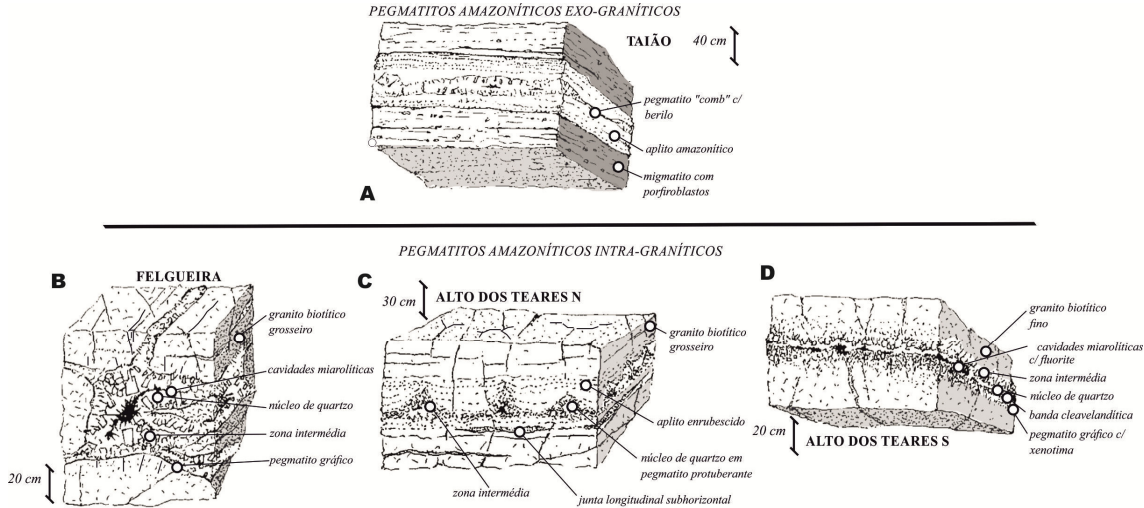 PEGMATITOS AMAZONÍTICOS EXO-GRANÍTICOS
TAIÃO
40 cm
pegmatito "comb" c/
berilo
aplito amazonítico
migmatito com
porfiroblastos
A
PEGMATITOS AMAZONÍTICOS INTRA-GRANÍTICOS
B
FELGUEIRA
granito biotítico
grosseiro
cavidades miarolíticas
núcleo de quartzo
zona intermédia
pegmatito gráfico
20 cm
C
30 cm
ALTO DOS TEARES N
granito biotítico
grosseiro
aplito enrubescido
núcleo de quartzo em
pegmatito protuberante
zona intermédia
junta longitudinal subhorizontal
D
granito biotítico
fino
cavidades miarolíticas
c/ fluorite
zona intermédia
núcleo de quartzo
banda cleavelandítica
pegmatito gráfico c/
xenotima
20 cm
ALTO DOS TEARES S